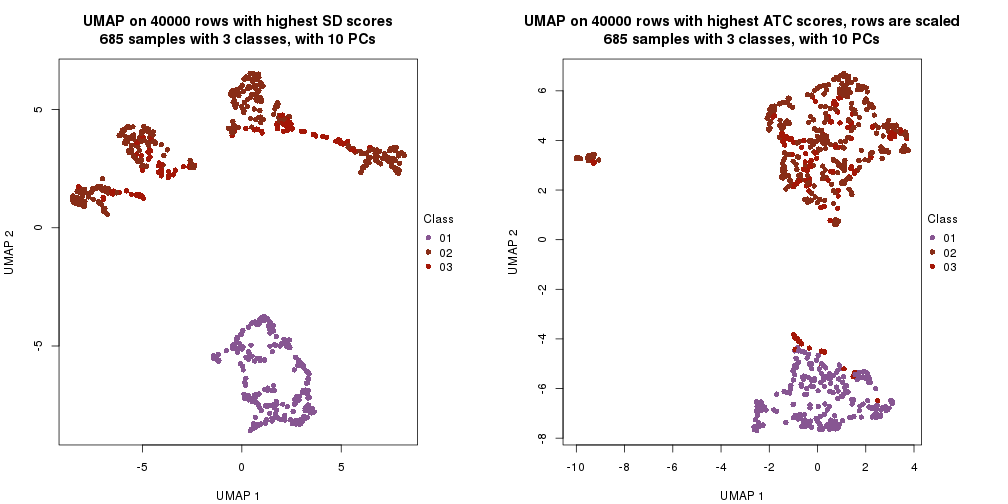 UMAP on 40000 rows with highest SD scores
685 samples with 3 classes, with 10 PCs
5
0
-5
UMAP 2
-5 0 5
UMAP 1
Class
01
02
03
UMAP on 40000 rows with highest ATC scores, rows are scaled
685 samples with 3 classes, with 10 PCs
6
4
2
0
-2
-4
-6
-8
UMAP 2
-10 -8 -6 -4 -2 0 2 4
UMAP 1
Class
01
02
03